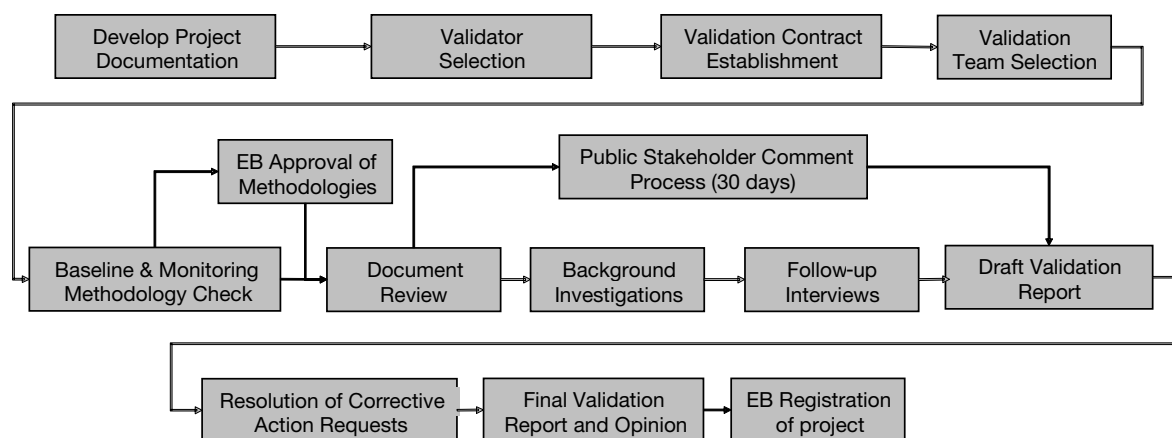 Develop Project
Documentation
Validator
Selection
Validation Contract
Establishment
Validation
Team Selection
EB Approval of
Methodologies
Public Stakeholder Comment
Process (30 days)
Baseline & Monitoring
Methodology Check
Document
Review
Background
Investigations
Follow-up
Interviews
Draft Validation
Report
Resolution of Corrective
Action Requests
Final Validation
Report and Opinion
EB Registration
of project